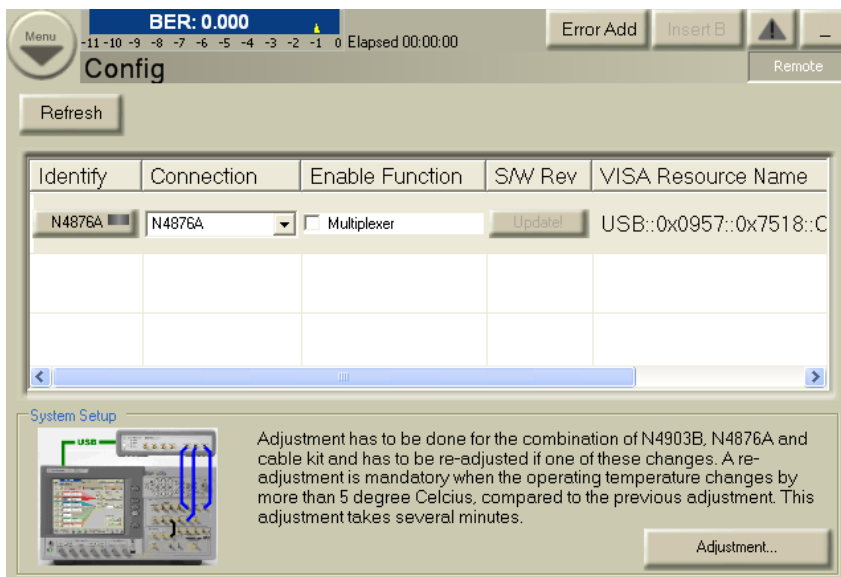 Menu
BER: 0.000
-11 -10 -9 -8 -7 -6 -5 -4 -3 -2 -1 0 Elapsed 00:00:00
Error Add
Insert B
Config
Remote
Refresh
Identify Connection Enable Function S/W Rev VISA Resource Name
N4876A N4876A Multiplexer Update! USB::0x0957::0x7518::C
System Setup
USB
Adjustment has to be done for the combination of N4903B, N4876A and
cable kit and has to be re-adjusted if one of these changes. A re-
adjustment is mandatory when the operating temperature changes by
more than 5 degree Celcius, compared to the previous adjustment. This
adjustment takes several minutes.
Adjustment...